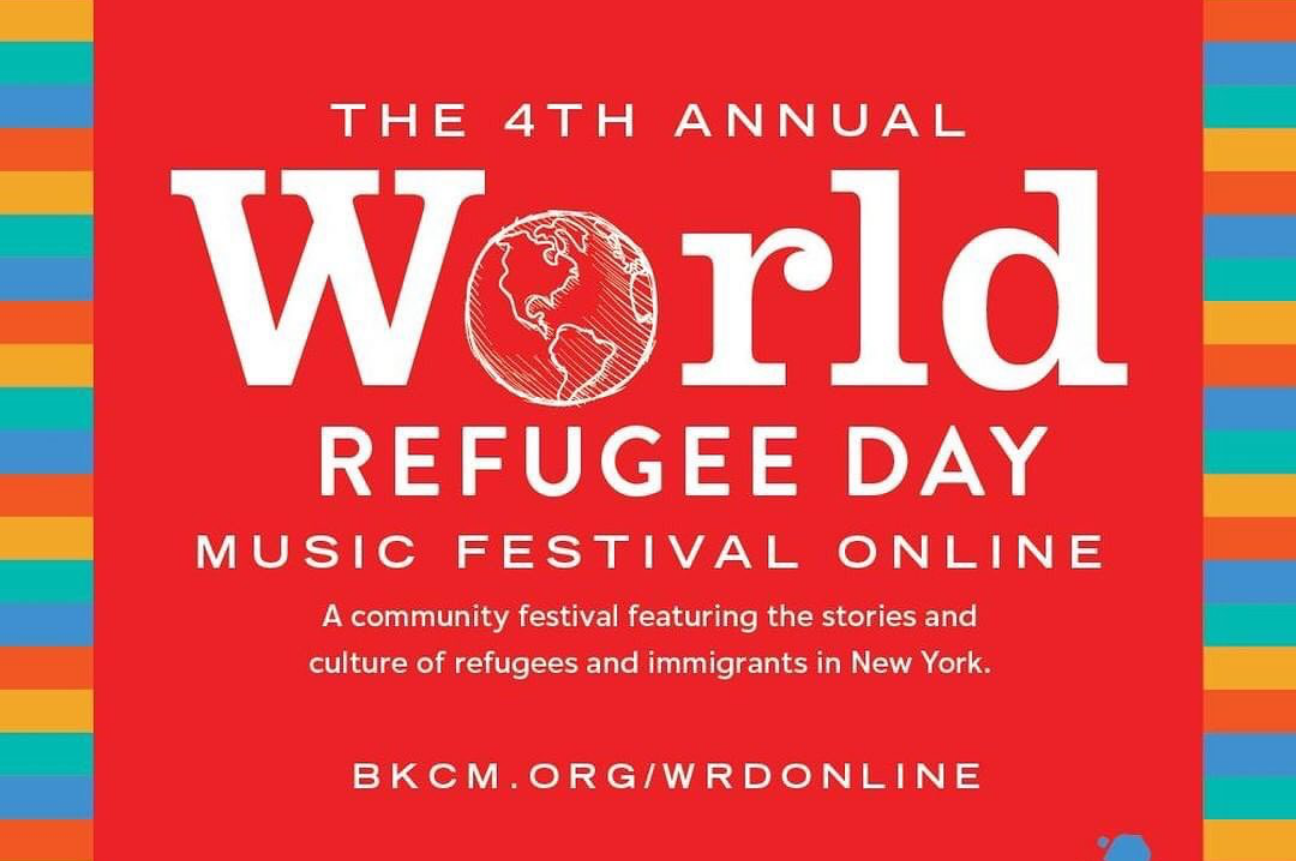 THE 4TH ANNUAL
World
REFUGEE DAY
MUSIC FESTIVAL ONLINE
A community festival featuring the stories and
culture of refugees and immigrants in New York.
BKCM.ORG/WRDONLINE